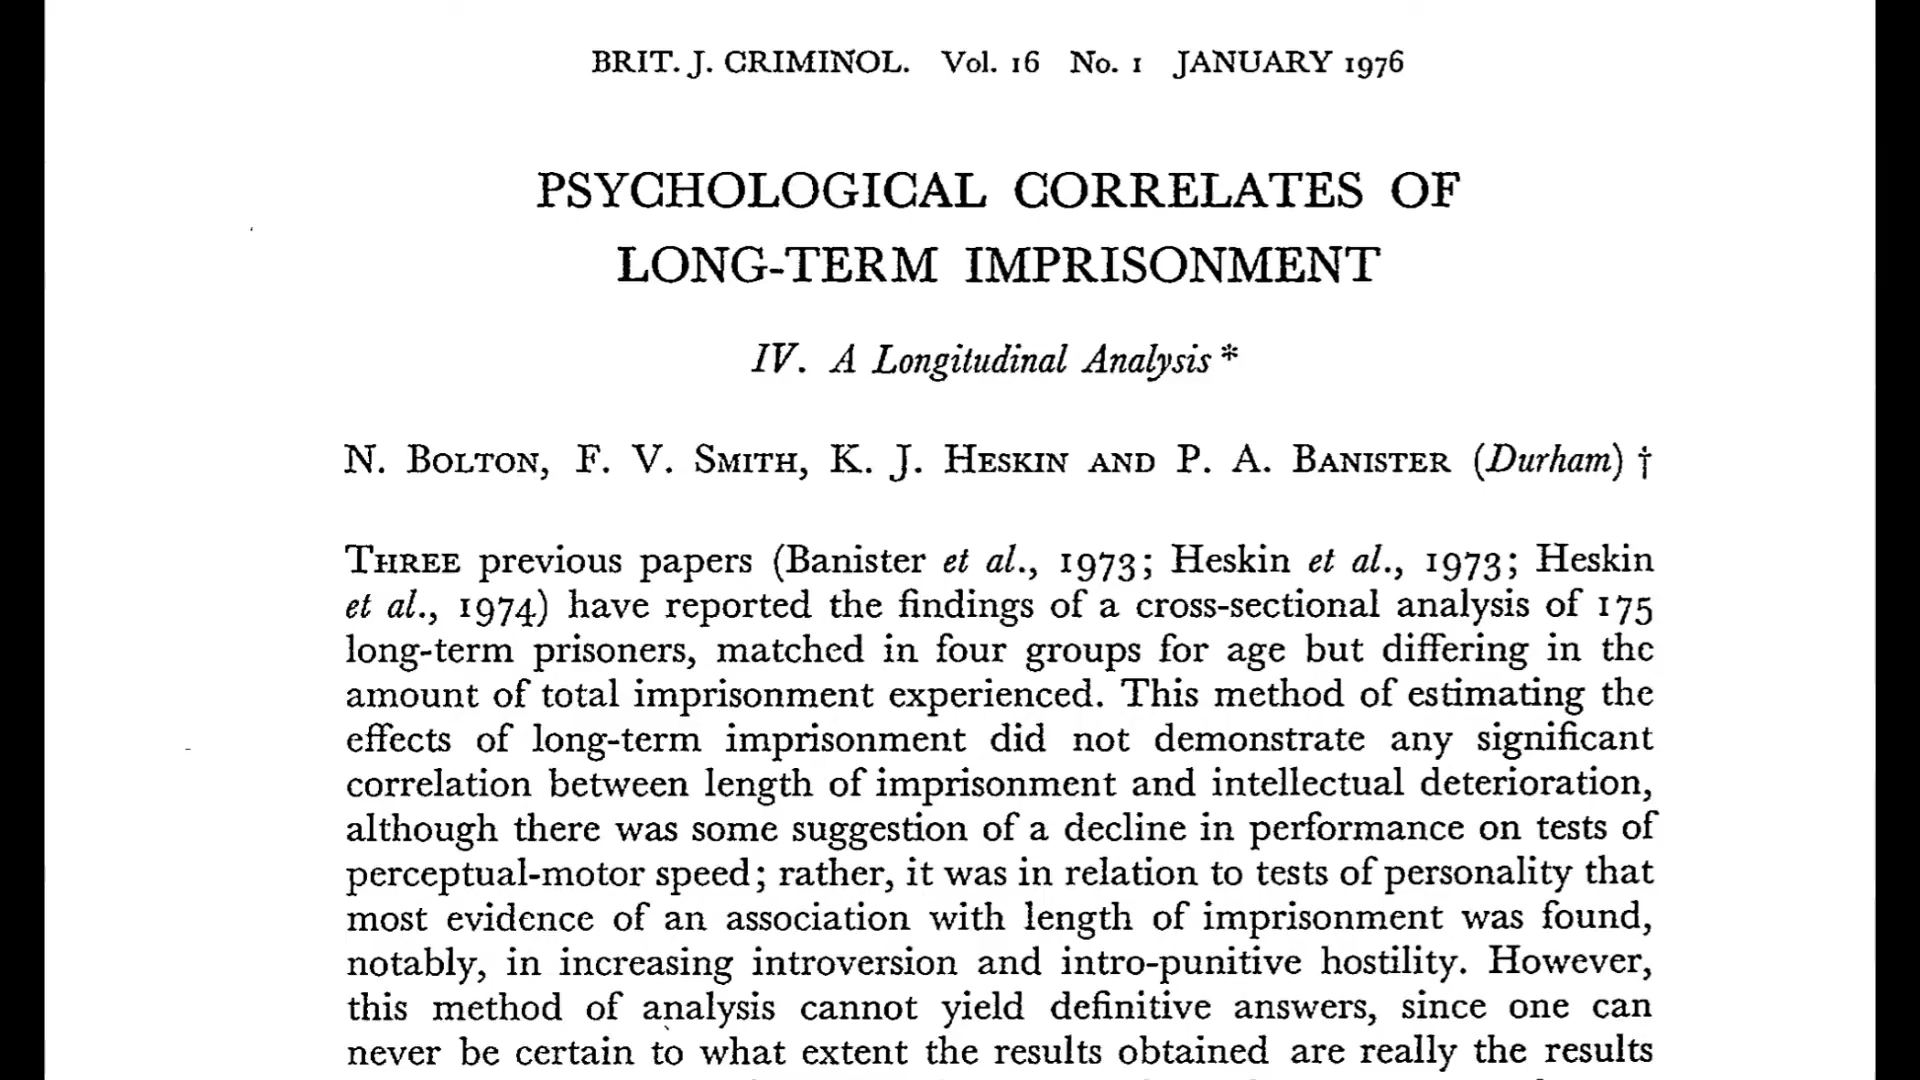 BRIT. J. CRIMINOL. Vol. 16 No. 1 JANUARY 1976
PSYCHOLOGICAL CORRELATES OF
LONG-TERM IMPRISONMENT
IV. A Longitudinal Analysis *
N. BOLTON, F. V. SMITH, K. J. HESKIN AND P. A. BANISTER (Durham) †
THREE previous papers (Banister et al., 1973; Heskin et al., 1973; Heskin
et al., 1974) have reported the findings of a cross-sectional analysis of 175
long-term prisoners, matched in four groups for age but differing in the
amount of total imprisonment experienced. This method of estimating the
effects of long-term imprisonment did not demonstrate any significant
correlation between length of imprisonment and intellectual deterioration,
although there was some suggestion of a decline in performance on tests of
perceptual-motor speed; rather, it was in relation to tests of personality that
most evidence of an association with length of imprisonment was found,
notably, in increasing introversion and intro-punitive hostility. However,
this method of analysis cannot yield definitive answers, since one can
never be certain to what extent the results obtained are really the results